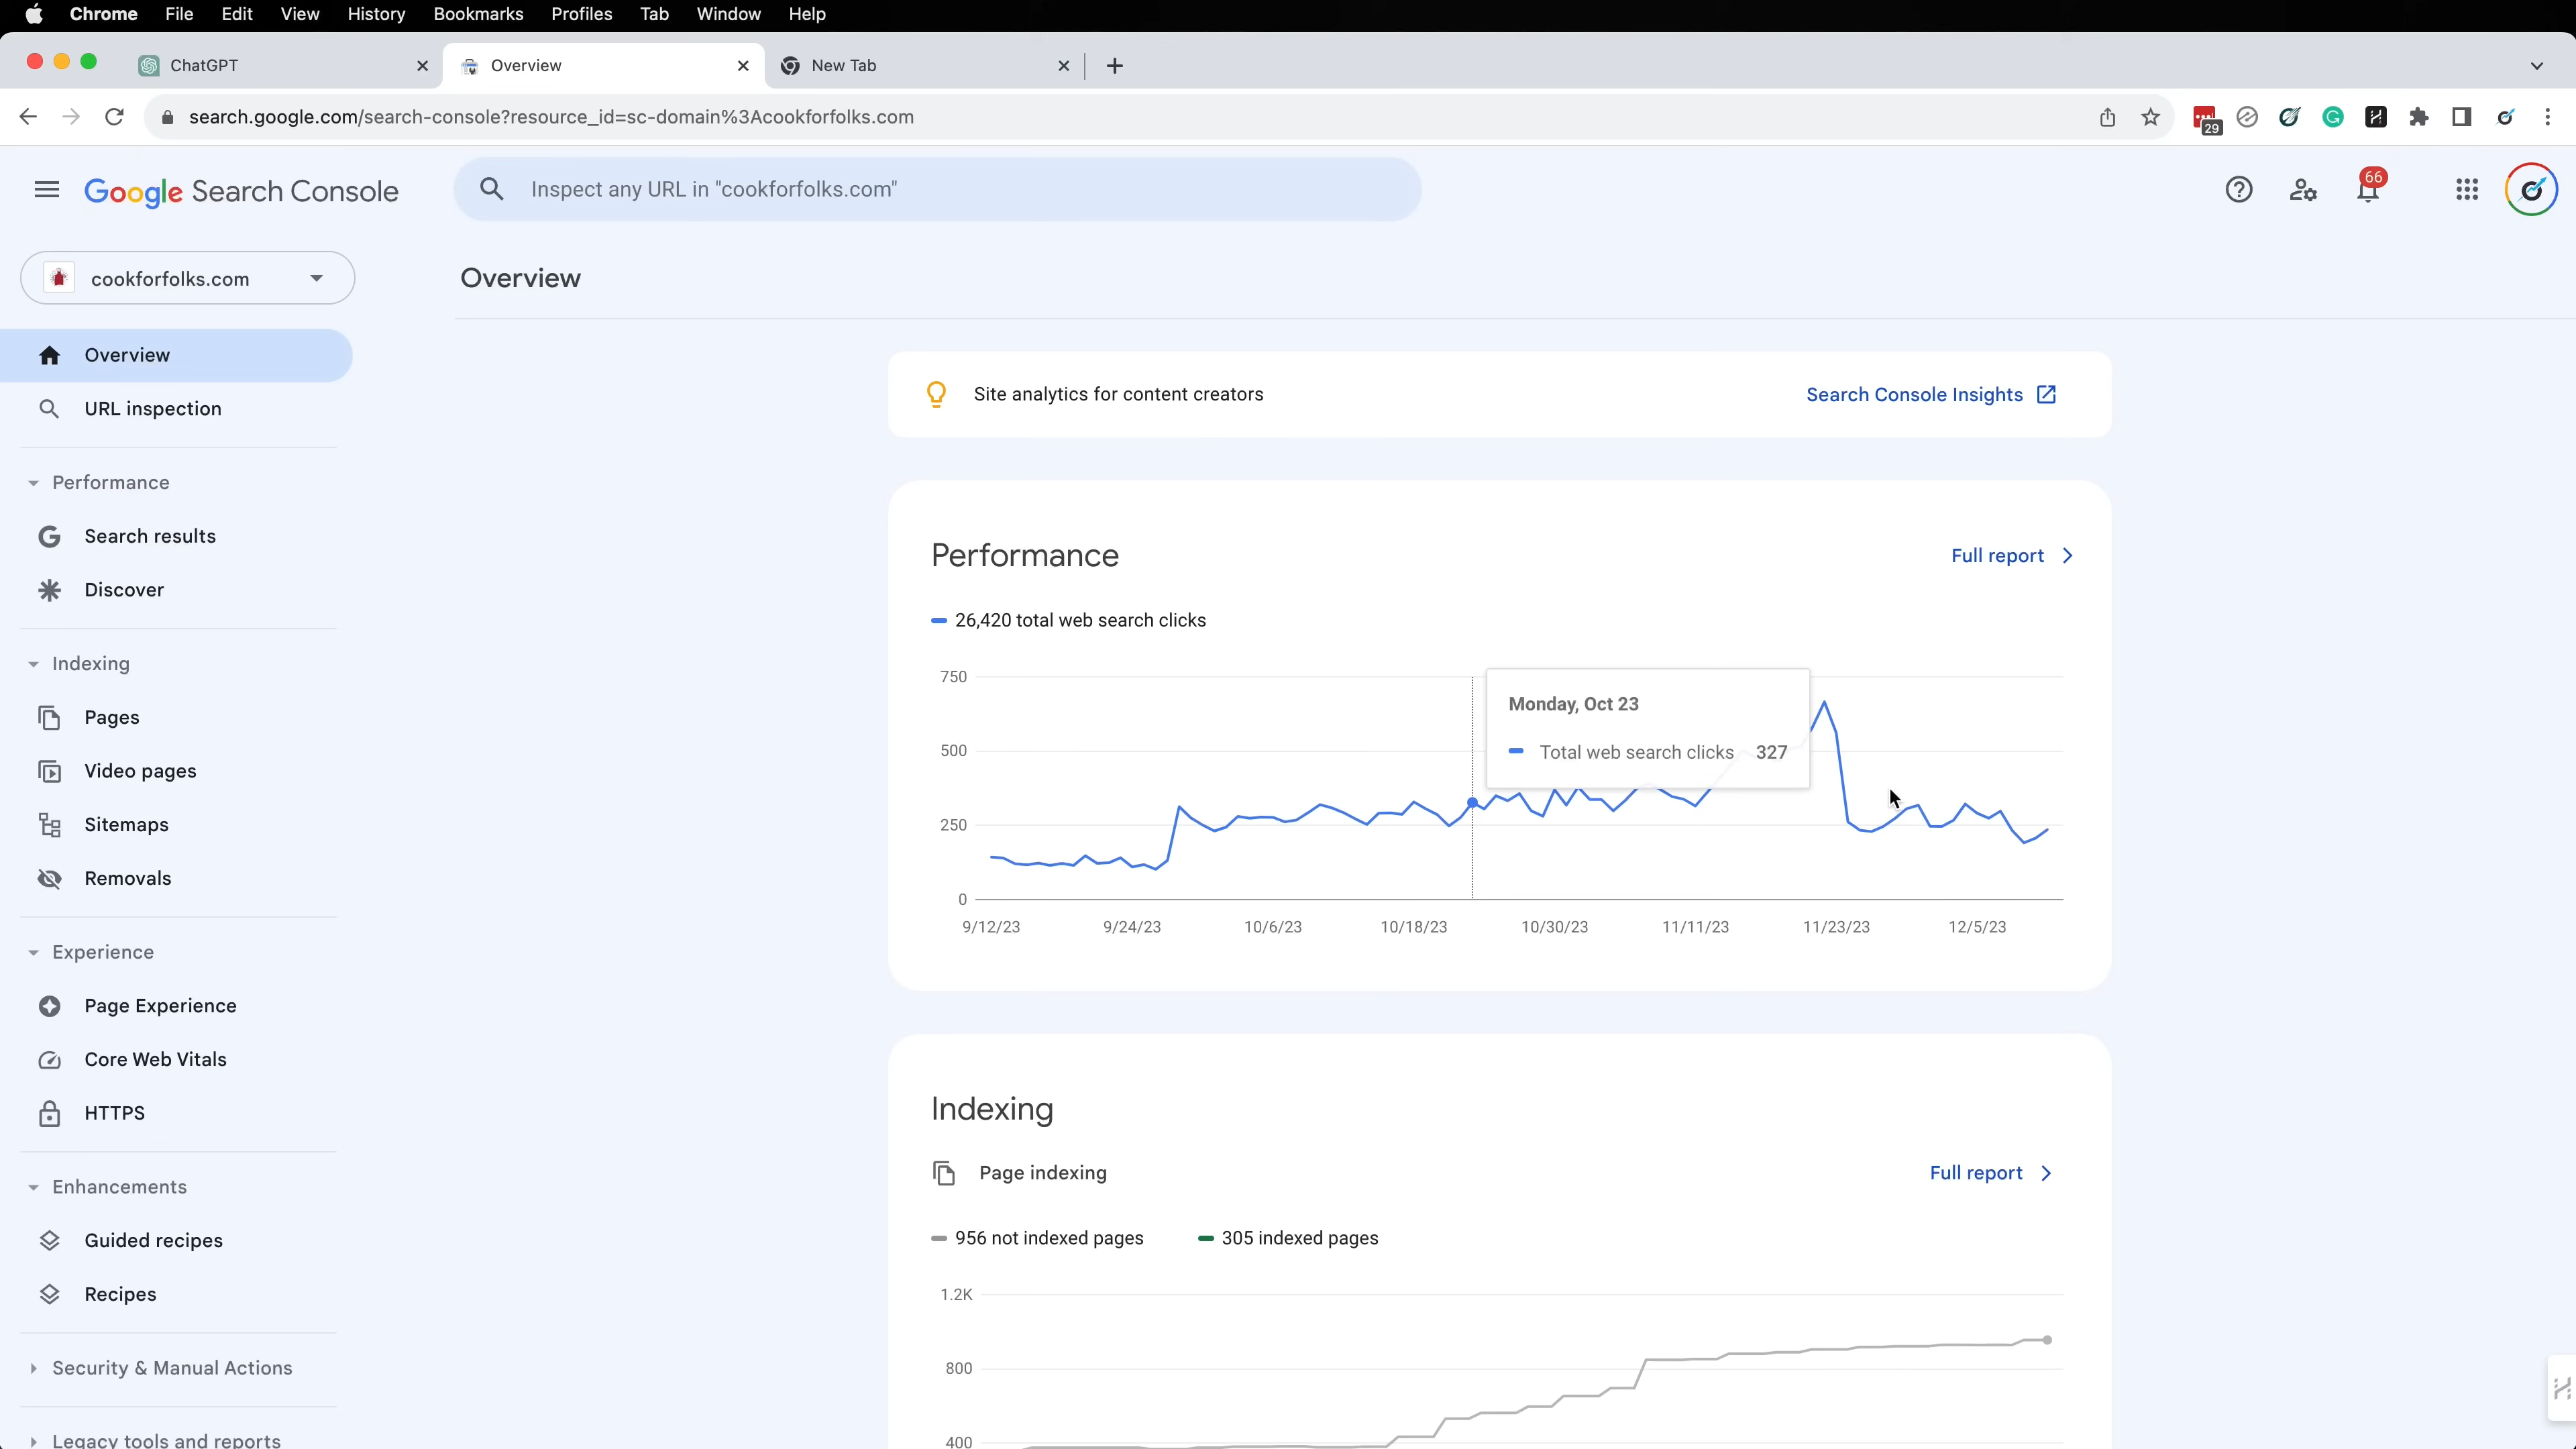 Chrome File Edit View History Bookmarks Profiles Tab Window Help
ChatGPT Overview New Tab
search.google.com/search-console?resource_id=sc-domain%3Acookforfolks.com
29
Google Search Console
Inspect any URL in "cookforfolks.com"
66
cookforfolks.com
Overview
Overview
URL inspection
Performance
Search results
Discover
Indexing
Pages
Video pages
Sitemaps
Removals
Experience
Page Experience
Core Web Vitals
HTTPS
Enhancements
Guided recipes
Recipes
Security & Manual Actions
Legacy tools and reports
Site analytics for content creators
Search Console Insights
Performance
Full report
26,420 total web search clicks
750
500
250
0
Monday, Oct 23
Total web search clicks 327
9/12/23 9/24/23 10/6/23 10/18/23 10/30/23 11/11/23 11/23/23 12/5/23
Indexing
Page indexing
Full report
956 not indexed pages 305 indexed pages
1.2K
800
400